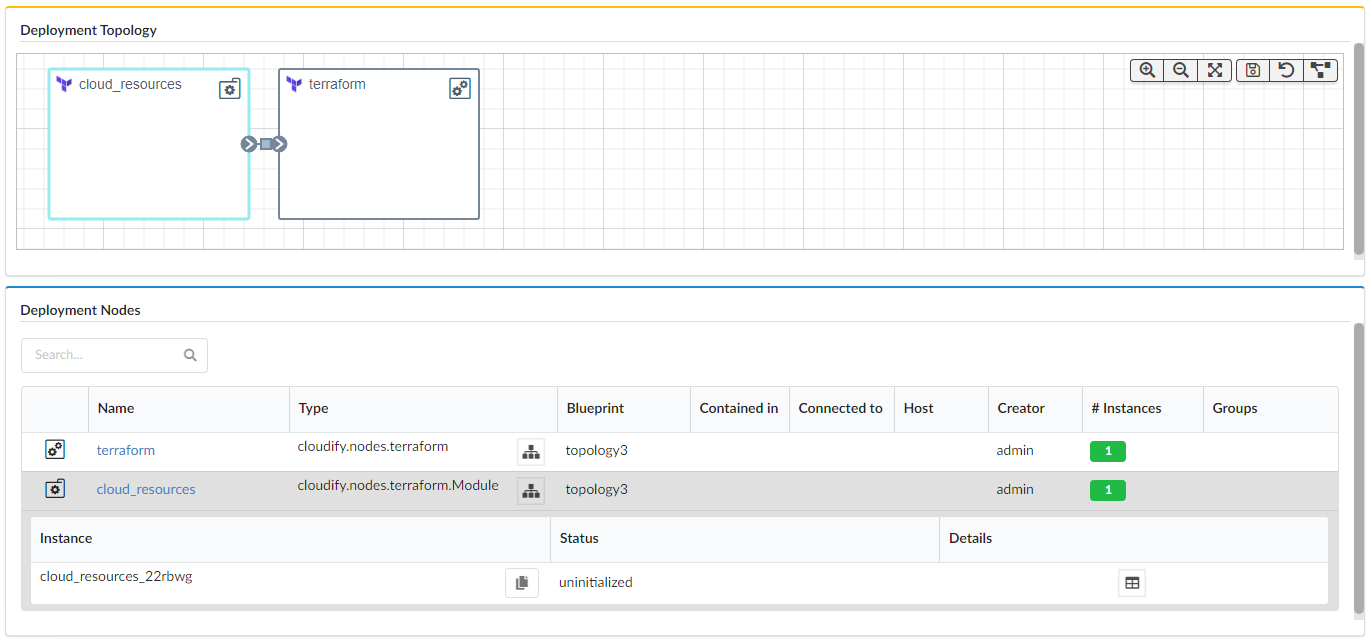 Deployment Topology
cloud_resources
terraform
Deployment Nodes
Search...
Name Type Blueprint Contained in Connected to Host Creator # Instances Groups
terraform cloudify.nodes.terraform topology3 admin 1
cloud_resources cloudify.nodes.terraform.Module topology3 admin 1
Instance Status Details
cloud_resources_22rbwg uninitialized